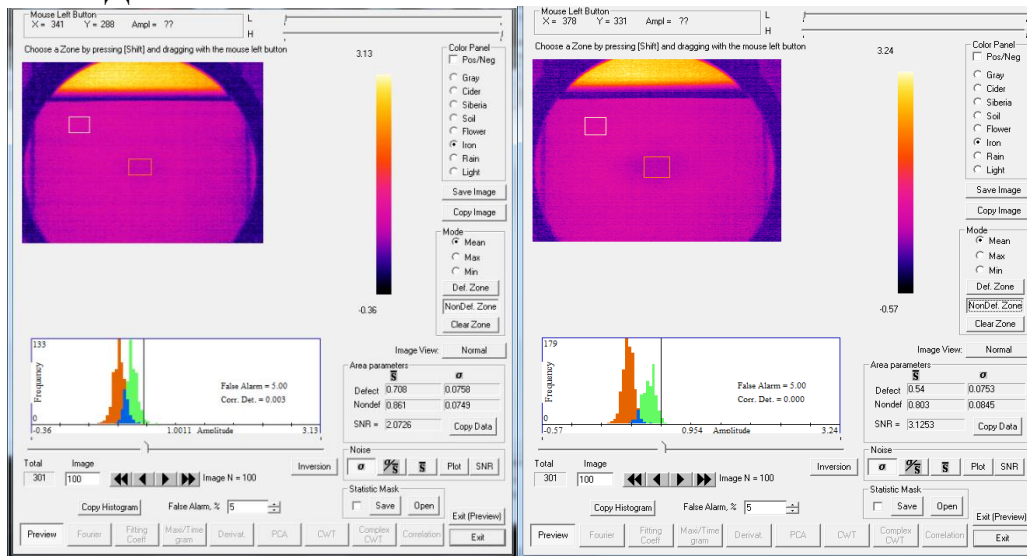 Д
Mouse Left Button
X = 341 Y = 288 Ampl = ??
L
H
Choose a Zone by pressing [Shift] and dragging with the mouse left button
3.13
-0.36
Color Panel
Pos/Neg
Gray
Cider
Siberia
Soil
Flower
Iron
Rain
Light
Save Image
Copy Image
Mode
Mean
Max
Min
Def. Zone
NonDef. Zone
Clear Zone
Image View: Normal
133
Frequency
0
False Alarm = 5.00
Corr. Det. = 0.003
-0.36 1.0011 Amplitude 3.13
Area parameters
S σ
Defect 0.708 0.0758
Nondef 0.861 0.0749
SNR = 2.0726 Copy Data
Noise
σ σ/S S Plot SNR
Total Image
301 100 Image N = 100 Inversion
Statistic Mask
Save Open
Copy Histogram False Alarm, % 5
Exit (Preview)
Preview Fourier Fitting Coeff Maxi/Time gram Derivat. PCA CWT Complex CWT Correlation Exit
Mouse Left Button
X = 378 Y = 331 Ampl = ??
L
H
Choose a Zone by pressing [Shift] and dragging with the mouse left button
3.24
-0.57
Color Panel
Pos/Neg
Gray
Cider
Siberia
Soil
Flower
Iron
Rain
Light
Save Image
Copy Image
Mode
Mean
Max
Min
Def. Zone
NonDef. Zone
Clear Zone
Image View: Normal
179
Frequency
0
False Alarm = 5.00
Corr. Det. = 0.000
-0.57 0.954 Amplitude 3.24
Area parameters
S σ
Defect 0.54 0.0753
Nondef 0.803 0.0845
SNR = 3.1253 Copy Data
Noise
σ σ/S S Plot SNR
Total Image
301 100 Image N = 100 Inversion
Statistic Mask
Save Open
Copy Histogram False Alarm, % 5
Exit (Preview)
Preview Fourier Fitting Coeff Maxi/Time gram Derivat. PCA CWT Complex CWT Correlation Exit